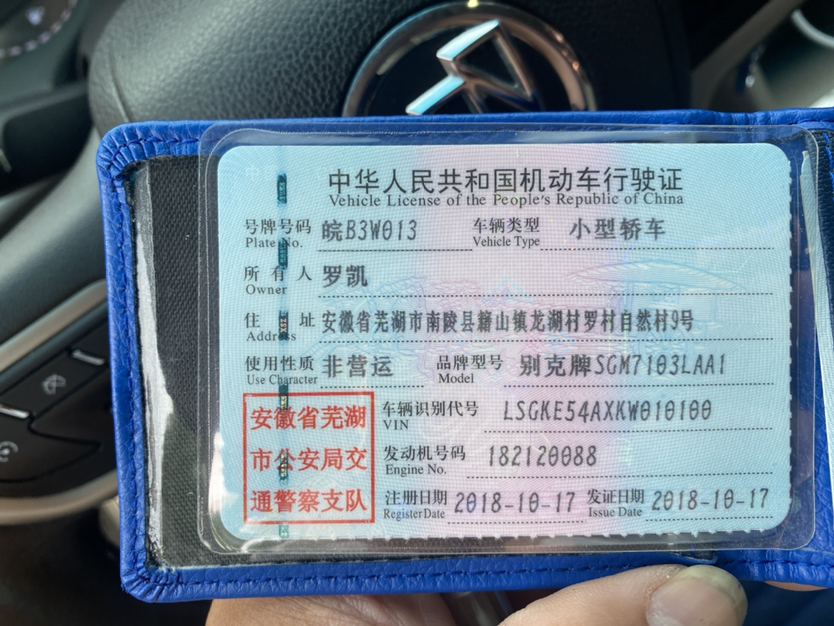 中华人民共和国机动车行驶证
Vehicle License of the People's Republic of China
号牌号码 皖B3W013 车辆类型 小型轿车
Plate No. Vehicle Type
所有人 罗凯
Owner
住址 安徽省芜湖市南陵县籍山镇龙湖村罗村自然村9号
Address
使用性质 非营运 品牌型号 别克牌SGM7103LAA1
Use Character Model
安徽省芜湖
市公安局交
通警察支队
车辆识别代号 LSGKE54AXKW010100
VIN
发动机号码 182120088
Engine No.
注册日期 2018-10-17 发证日期 2018-10-17
Register Date Issue Date